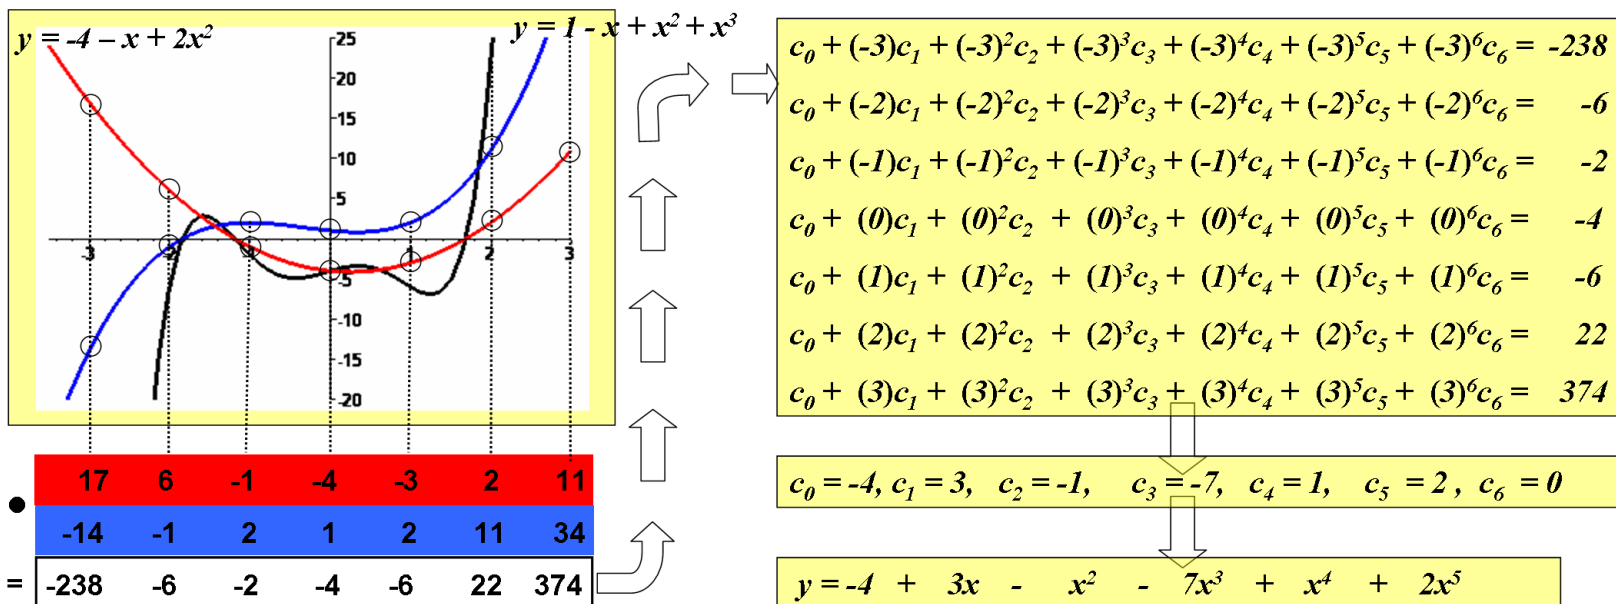 y = -4 – x + 2x²
y = 1 - x + x² + x³
25
20
15
10
5
-3 -2 -1 1 2 3
-5
-10
-15
-20
17 6 -1 -4 -3 2 11
• -14 -1 2 1 2 11 34
= -238 -6 -2 -4 -6 22 374
c₀ + (-3)c₁ + (-3)²c₂ + (-3)³c₃ + (-3)⁴c₄ + (-3)⁵c₅ + (-3)⁶c₆ = -238
c₀ + (-2)c₁ + (-2)²c₂ + (-2)³c₃ + (-2)⁴c₄ + (-2)⁵c₅ + (-2)⁶c₆ = -6
c₀ + (-1)c₁ + (-1)²c₂ + (-1)³c₃ + (-1)⁴c₄ + (-1)⁵c₅ + (-1)⁶c₆ = -2
c₀ + (0)c₁ + (0)²c₂ + (0)³c₃ + (0)⁴c₄ + (0)⁵c₅ + (0)⁶c₆ = -4
c₀ + (1)c₁ + (1)²c₂ + (1)³c₃ + (1)⁴c₄ + (1)⁵c₅ + (1)⁶c₆ = -6
c₀ + (2)c₁ + (2)²c₂ + (2)³c₃ + (2)⁴c₄ + (2)⁵c₅ + (2)⁶c₆ = 22
c₀ + (3)c₁ + (3)²c₂ + (3)³c₃ + (3)⁴c₄ + (3)⁵c₅ + (3)⁶c₆ = 374
c₀ = -4, c₁ = 3, c₂ = -1, c₃ = -7, c₄ = 1, c₅ = 2 , c₆ = 0
y = -4 + 3x - x² - 7x³ + x⁴ + 2x⁵